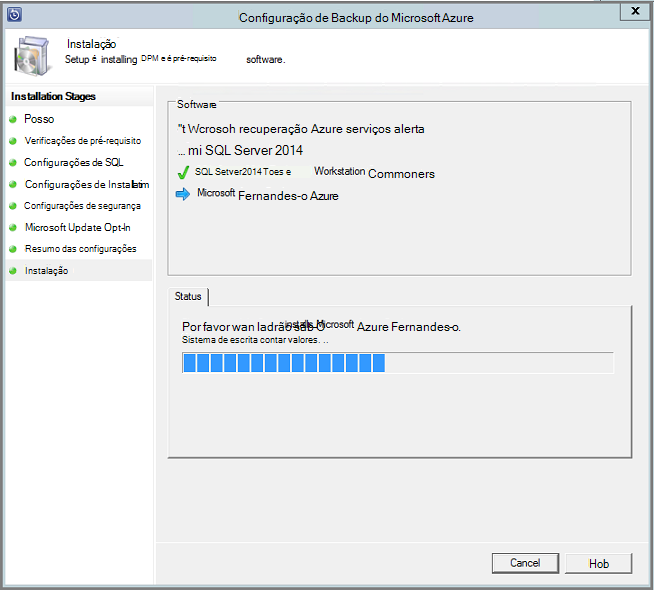 Configuração de Backup do Microsoft Azure
X
Instalação
Setup é installing DPM e é pré-requisito software.
Installation Stages
Posso
Verificações de pré-requisito
Configurações de SQL
Configurações de
Configurações de segurança
Microsoft Update Opt-In
Resumo das configurações
Instalação
Software
"t Wcrosoh recuperação Azure serviços alerta
... mi SQL Server 2014
SQL Setver2014 Toes e Workstation Commoners
Microsoft Fernandes-o Azure
Status
Por favor wan ladrão installs Microsoft Azure Fernandes-o.
Sistema de escrita contar valores. ..
Cancel
Hob